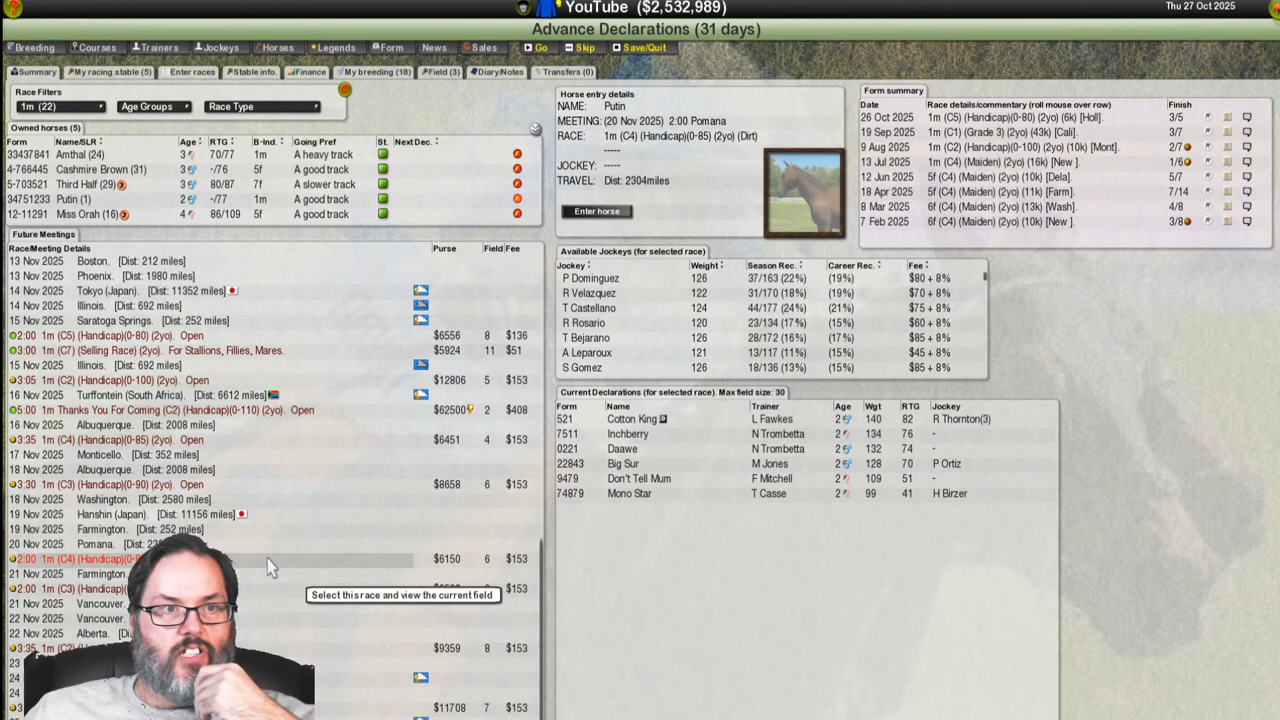 YouTube ($2,532,989)
Thu 27 Oct 2025
Advance Declarations (31 days)
Breeding Courses Trainers Jockeys Horses Legends Form News Sales Go Skip Save/Quit
Summary My racing stable (5) Enter races Stable info. Finance My breeding (18) Field (3) Diary/Notes Transfers (0)
Race Filters
1m (22) Age Groups Race Type
Owned horses (5)
Form Name/SLR Age RTG B-Ind. Going Pref St. Next Dec.
33437841 Amthal (24) 3 70/77 1m A heavy track
4-766445 Cashmire Brown (31) 3 -/76 5f A good track
5-703521 Third Half (29) 3 80/87 7f A slower track
34751233 Putin (1) 2 -/77 1m A good track
12-11291 Miss Orah (16) 4 86/109 5f A good track
Future Meetings
Race/Meeting Details Purse Field Fee
13 Nov 2025 Boston. [Dist: 212 miles]
13 Nov 2025 Phoenix. [Dist: 1980 miles]
14 Nov 2025 Tokyo (Japan). [Dist: 11352 miles]
14 Nov 2025 Illinois. [Dist: 692 miles]
15 Nov 2025 Saratoga Springs. [Dist: 252 miles]
2:00 1m (C5) (Handicap)(0-80) (2yo). Open $6556 8 $136
3:00 1m (C7) (Selling Race) (2yo). For Stallions, Fillies, Mares. $5924 11 $51
15 Nov 2025 Illinois. [Dist: 692 miles]
3:05 1m (C2) (Handicap)(0-100) (2yo). Open $12806 5 $153
16 Nov 2025 Turffontein (South Africa). [Dist: 6612 miles]
5:00 1m Thanks You For Coming (C2) (Handicap)(0-110) (2yo). Open $62500 2 $408
16 Nov 2025 Albuquerque. [Dist: 2008 miles]
3:35 1m (C4) (Handicap)(0-85) (2yo). Open $6451 4 $153
17 Nov 2025 Monticello. [Dist: 352 miles]
18 Nov 2025 Albuquerque. [Dist: 2008 miles]
3:30 1m (C3) (Handicap)(0-90) (2yo). Open $8658 6 $153
18 Nov 2025 Washington. [Dist: 2580 miles]
19 Nov 2025 Hanshin (Japan). [Dist: 11156 miles]
19 Nov 2025 Farmington. [Dist: 252 miles]
20 Nov 2025 Pomana.
2:00 1m (C4) (Handicap) $6150 6 $153
21 Nov 2025 Farmington.
2:00 1m (C3) (Handicap) $153
21 Nov 2025 Vancouver.
22 Nov 2025 Vancouver.
22 Nov 2025 Alberta.
3:35 1m (C2) $9359 8 $153
23
24
24
$11708 7 $153
Select this race and view the current field
Horse entry details
NAME: Putin
MEETING: (20 Nov 2025) 2:00 Pomana
RACE: 1m (C4) (Handicap)(0-85) (2yo) (Dirt)
-----
JOCKEY: -----
TRAVEL: Dist: 2304miles
Enter horse
Form summary
Date Race details/commentary (roll mouse over row) Finish
26 Oct 2025 1m (C5) (Handicap)(0-80) (2yo) (6k) [Holl]. 3/5
19 Sep 2025 1m (C1) (Grade 3) (2yo) (43k) [Cali]. 3/7
9 Aug 2025 1m (C2) (Handicap)(0-100) (2yo) (10k) [Mont]. 2/7
13 Jul 2025 1m (C4) (Maiden) (2yo) (16k) [New ]. 1/6
12 Jun 2025 5f (C4) (Maiden) (2yo) (10k) [Dela]. 5/7
18 Apr 2025 5f (C4) (Maiden) (2yo) (11k) [Farm]. 7/14
8 Mar 2025 6f (C4) (Maiden) (2yo) (13k) [Wash]. 4/8
7 Feb 2025 6f (C4) (Maiden) (2yo) (10k) [New ]. 3/8
Available Jockeys (for selected race)
Jockey Weight Season Rec. Career Rec. Fee
P Dominguez 126 37/163 (22%) (19%) $80 + 8%
R Velazquez 122 31/170 (18%) (19%) $70 + 8%
T Castellano 124 44/177 (24%) (21%) $75 + 8%
R Rosario 120 23/134 (17%) (15%) $60 + 8%
T Bejarano 126 28/172 (16%) (17%) $85 + 8%
A Leparoux 121 13/117 (11%) (15%) $45 + 8%
S Gomez 126 18/136 (13%) (15%) $85 + 8%
Current Declarations (for selected race). Max field size: 30
Form Name Trainer Age Wgt RTG Jockey
521 Cotton King L Fawkes 2 140 82 R Thornton(3)
7511 Inchberry N Trombetta 2 134 76 -
0221 Daawe N Trombetta 2 132 74 -
22843 Big Sur M Jones 2 128 70 P Ortiz
9479 Don't Tell Mum F Mitchell 2 109 51 -
74879 Mono Star T Casse 2 99 41 H Birzer